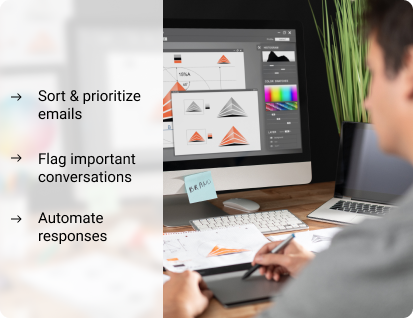 → Sort & prioritize
emails
→ Flag important
conversations
→ Automate
responses